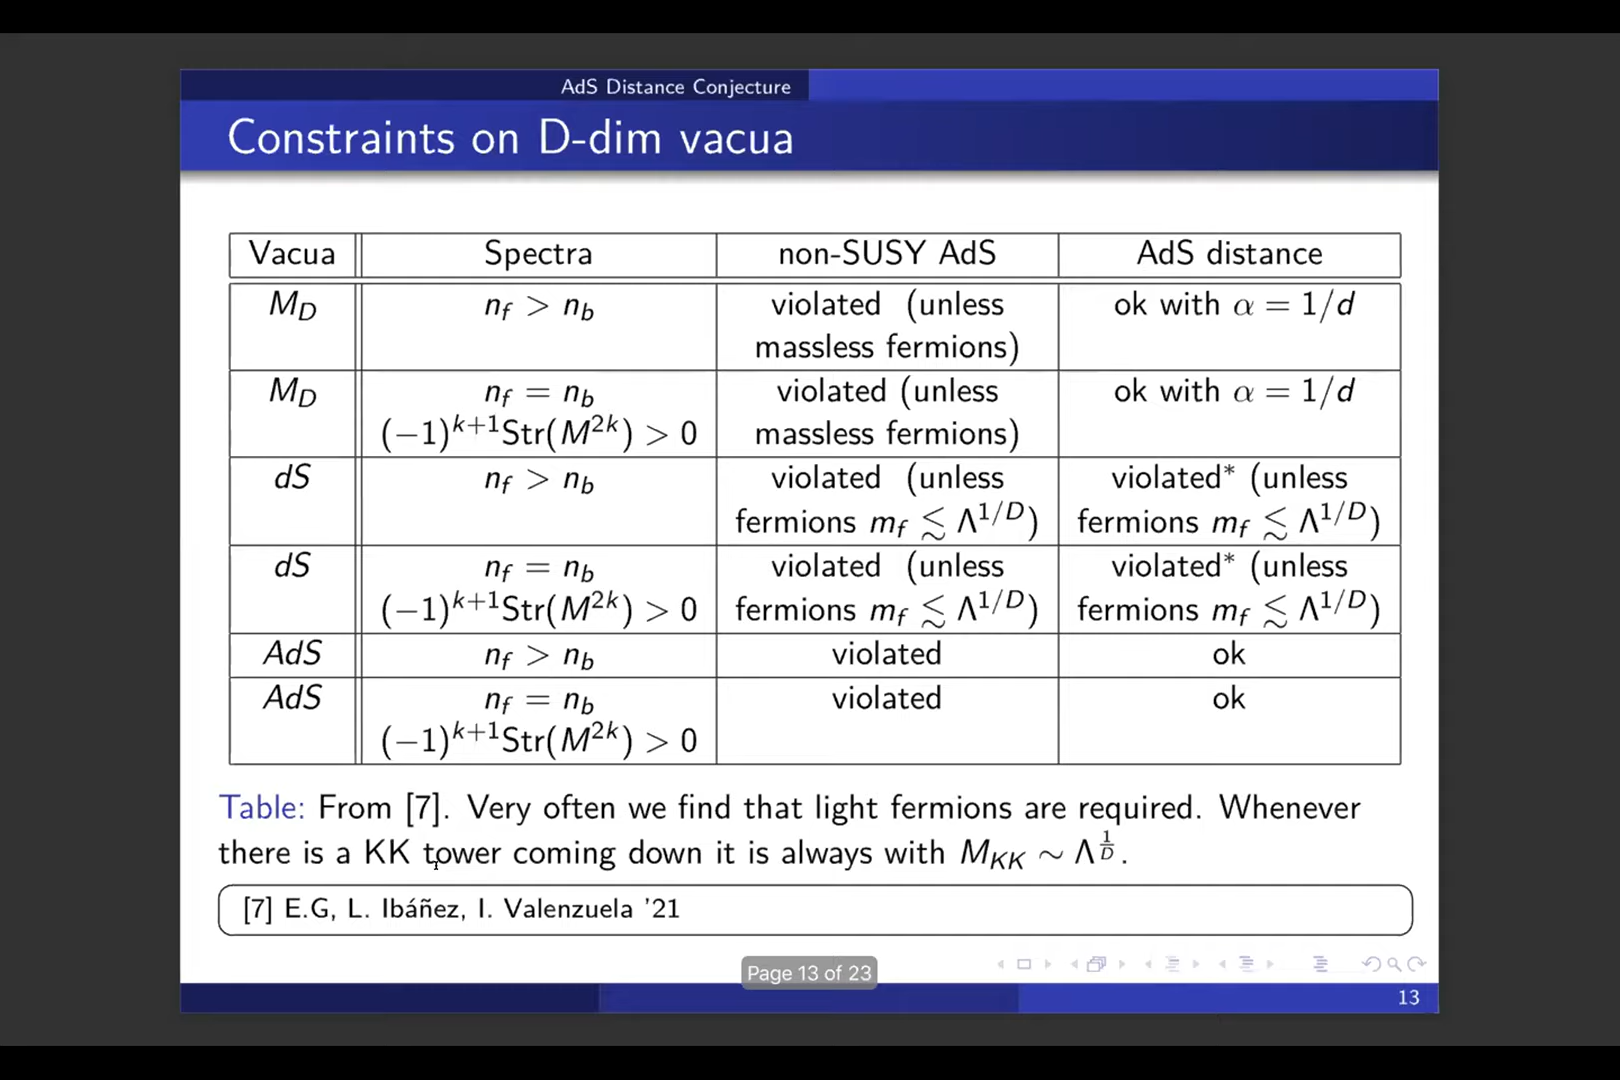 AdS Distance Conjecture
Constraints on D-dim vacua
Vacua Spectra non-SUSY AdS AdS distance
M_D n_f > n_b violated (unless ok with α = 1/d
massless fermions)
M_D n_f = n_b violated (unless ok with α = 1/d
(−1)^{k+1}Str(M^{2k}) > 0 massless fermions)
dS n_f > n_b violated (unless violated* (unless
fermions m_f ≲ Λ^{1/D}) fermions m_f ≲ Λ^{1/D})
dS n_f = n_b violated (unless violated* (unless
(−1)^{k+1}Str(M^{2k}) > 0 fermions m_f ≲ Λ^{1/D}) fermions m_f ≲ Λ^{1/D})
AdS n_f > n_b violated ok
AdS n_f = n_b violated ok
(−1)^{k+1}Str(M^{2k}) > 0
Table: From [7]. Very often we find that light fermions are required. Whenever
there is a KK tower coming down it is always with M_{KK} ∼ Λ^{1/D}.
[7] E.G, L. Ibáñez, I. Valenzuela '21
Page 13 of 23
13